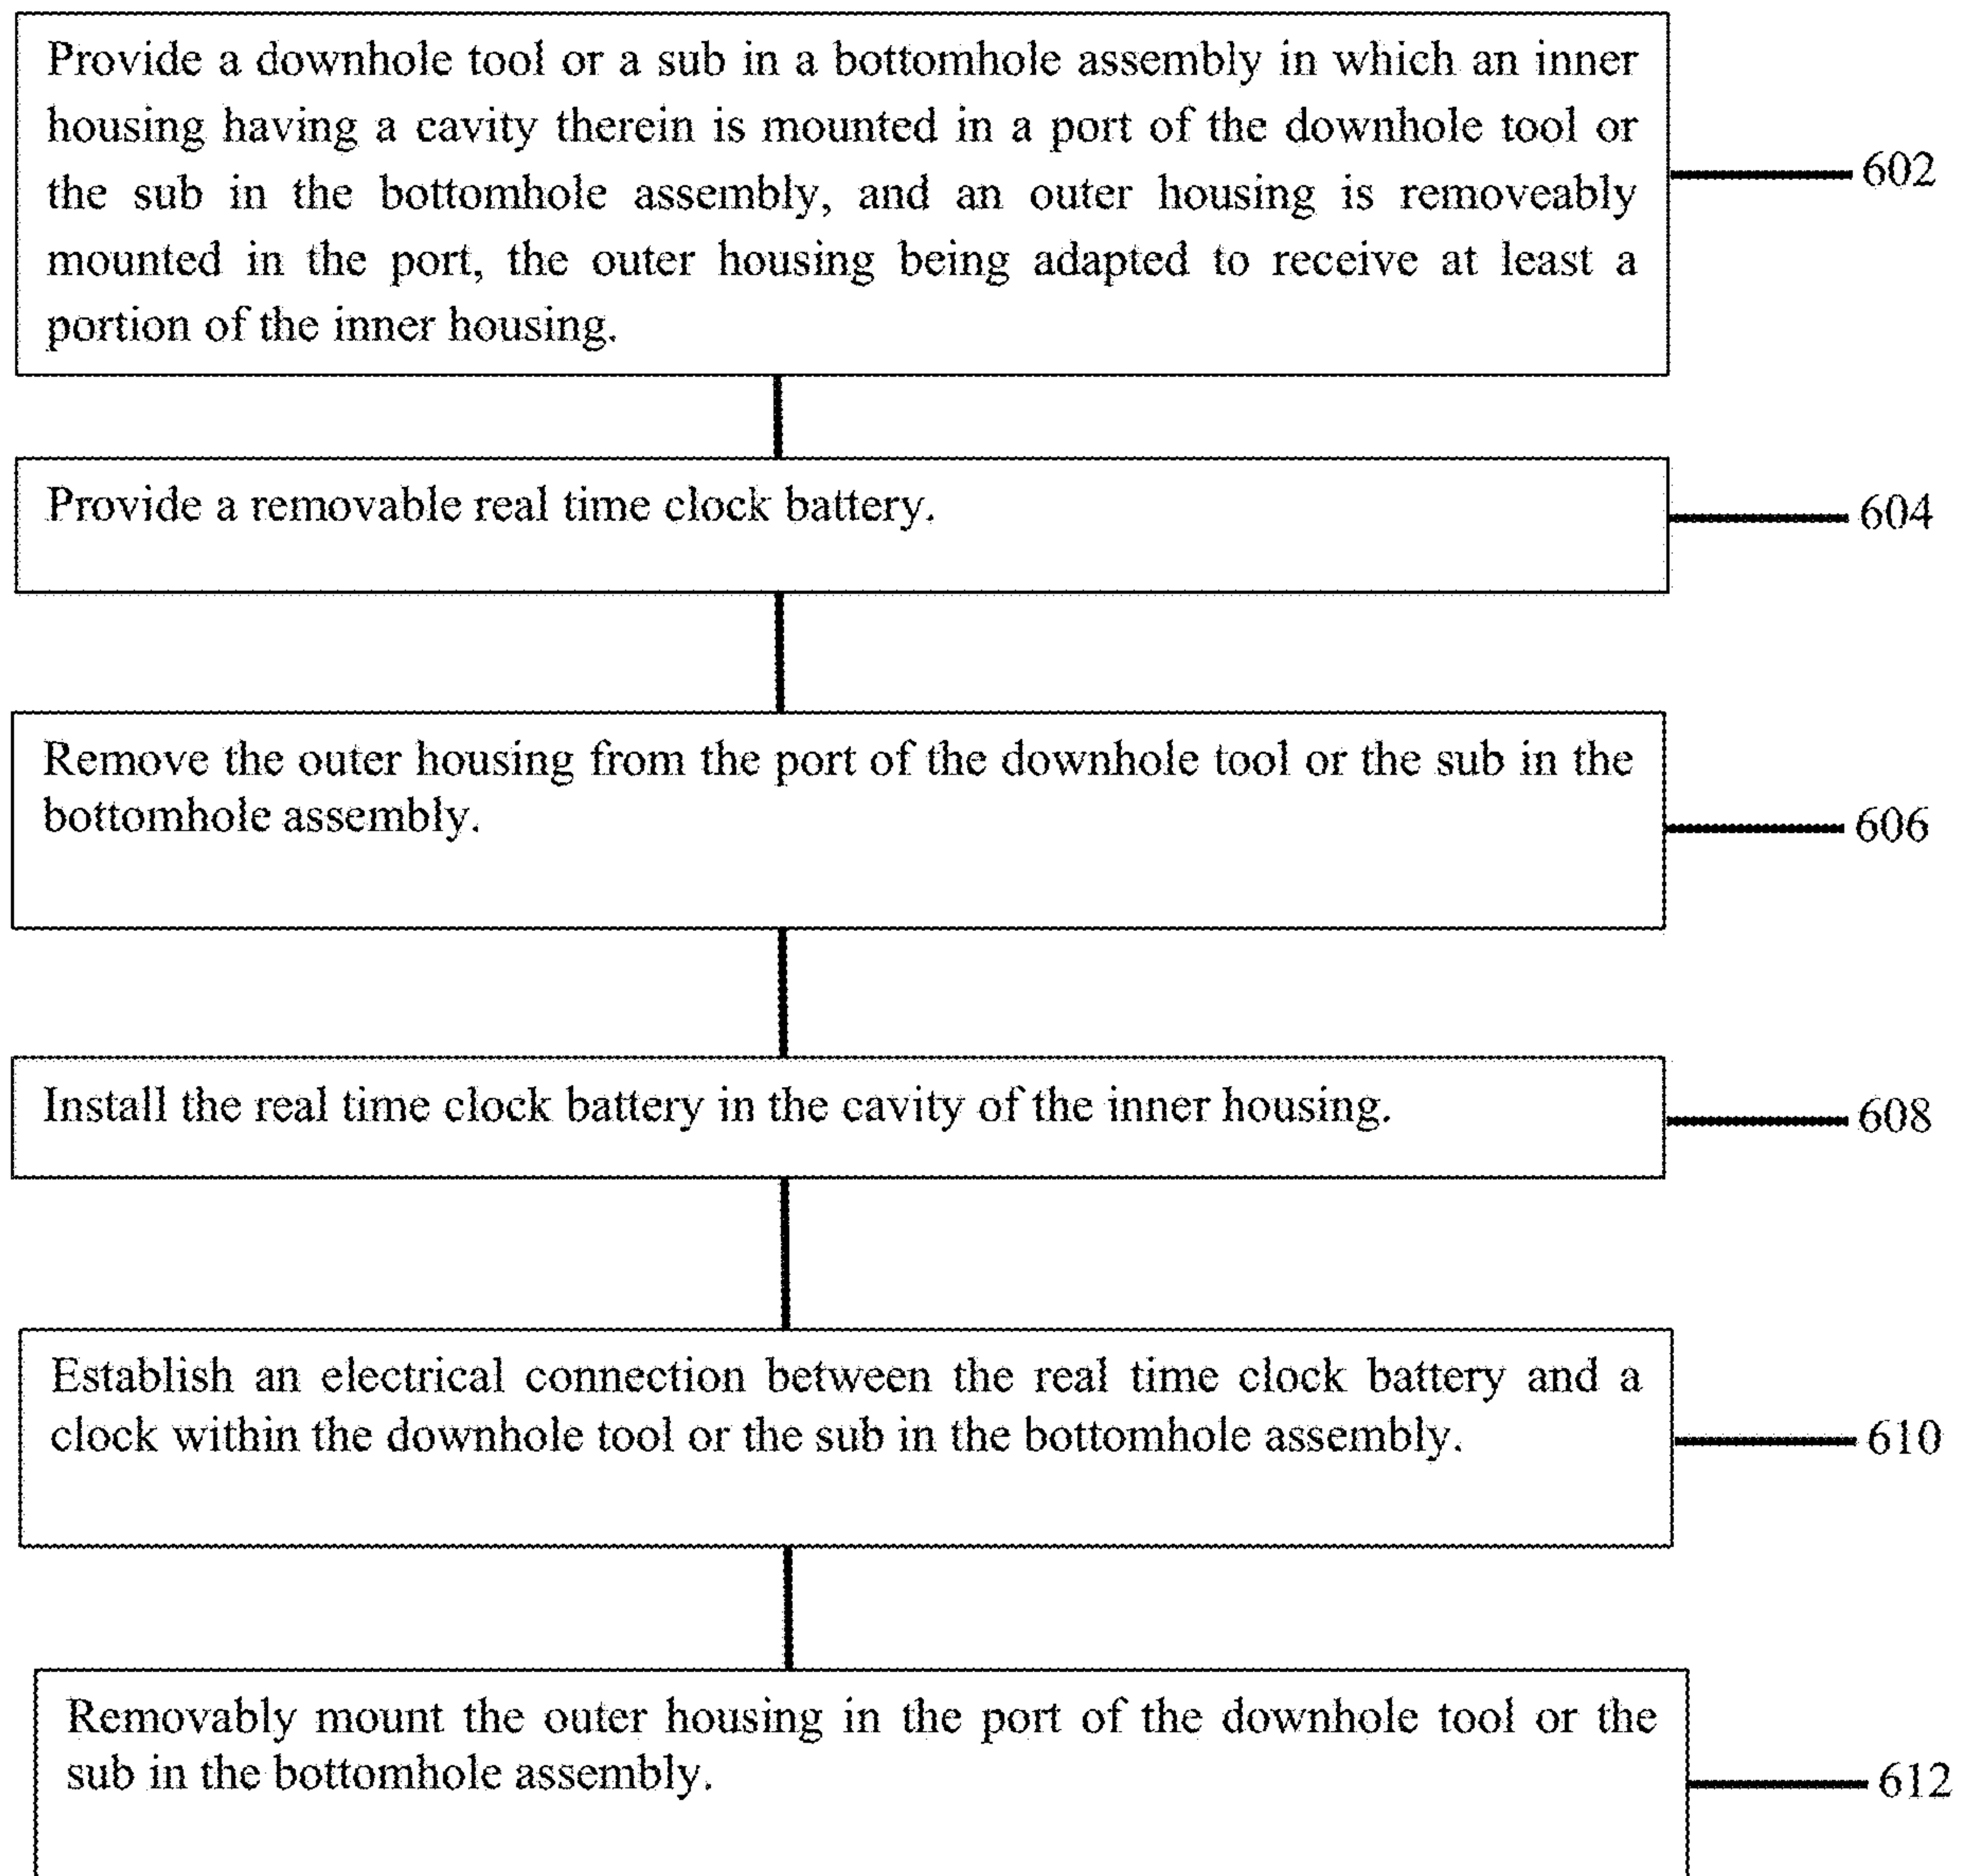 Provide a downhole tool or a sub in a bottomhole assembly in which an inner
housing having a cavity therein is mounted in a port of the downhole tool or
the sub in the bottomhole assembly, and an outer housing is removeably
mounted in the port, the outer housing being adapted to receive at least a
portion of the inner housing.
602
Provide a removable real time clock battery.
604
Remove the outer housing from the port of the downhole tool or the sub in the
bottomhole assembly.
606
Install the real time clock battery in the cavity of the inner housing.
608
Establish an electrical connection between the real time clock battery and a
clock within the downhole tool or the sub in the bottomhole assembly.
610
Removably mount the outer housing in the port of the downhole tool or the
sub in the bottomhole assembly.
612